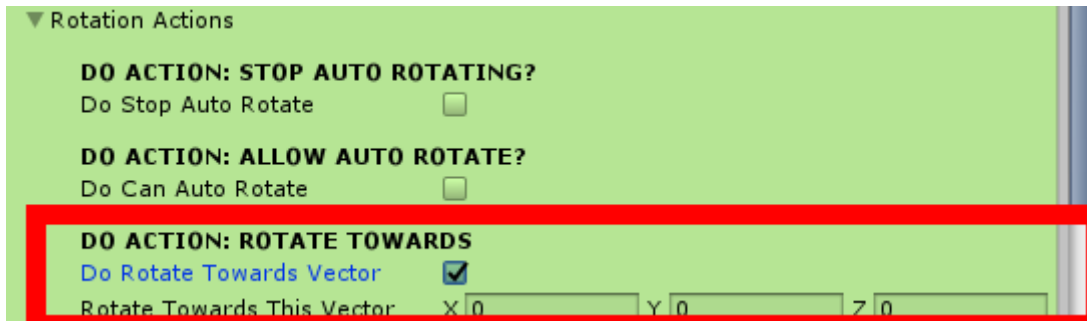 Rotation Actions
DO ACTION: STOP AUTO ROTATING?
Do Stop Auto Rotate
DO ACTION: ALLOW AUTO ROTATE?
Do Can Auto Rotate
DO ACTION: ROTATE TOWARDS
Do Rotate Towards Vector
Rotate Towards This Vector X 0 Y 0 Z 0